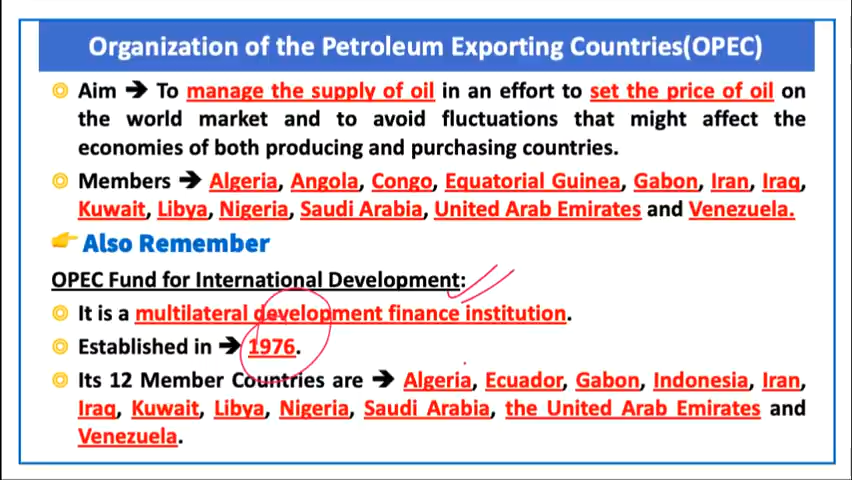 Organization of the Petroleum Exporting Countries(OPEC)
Aim ➔ To manage the supply of oil in an effort to set the price of oil on
the world market and to avoid fluctuations that might affect the
economies of both producing and purchasing countries.
Members ➔ Algeria, Angola, Congo, Equatorial Guinea, Gabon, Iran, Iraq,
Kuwait, Libya, Nigeria, Saudi Arabia, United Arab Emirates and Venezuela.
Also Remember
OPEC Fund for International Development:
It is a multilateral development finance institution.
Established in ➔ 1976.
Its 12 Member Countries are ➔ Algeria, Ecuador, Gabon, Indonesia, Iran,
Iraq, Kuwait, Libya, Nigeria, Saudi Arabia, the United Arab Emirates and
Venezuela.